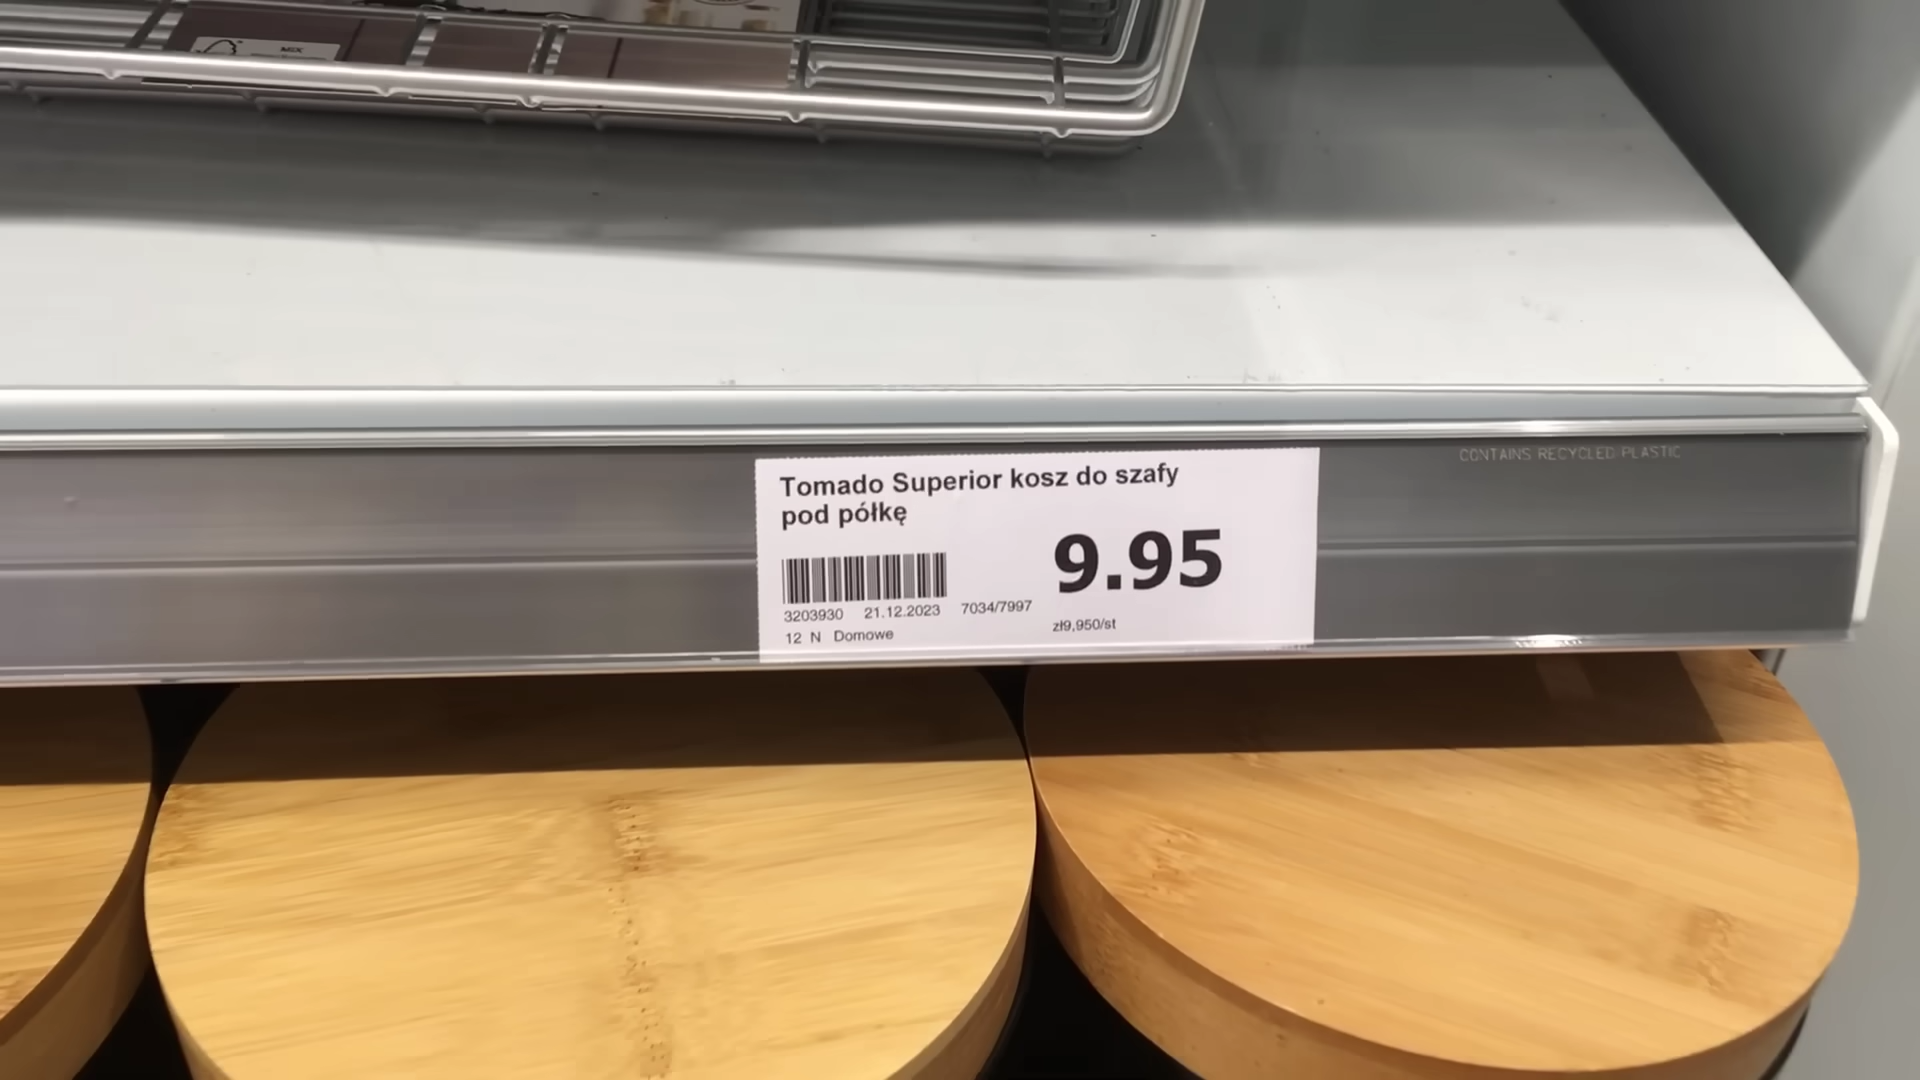 MIX
CONTAINS RECYCLED PLASTIC
Tomado Superior kosz do szafy
pod półkę
9.95
3203930 21.12.2023 7034/7997
zł9,950/st
12 N Domowe